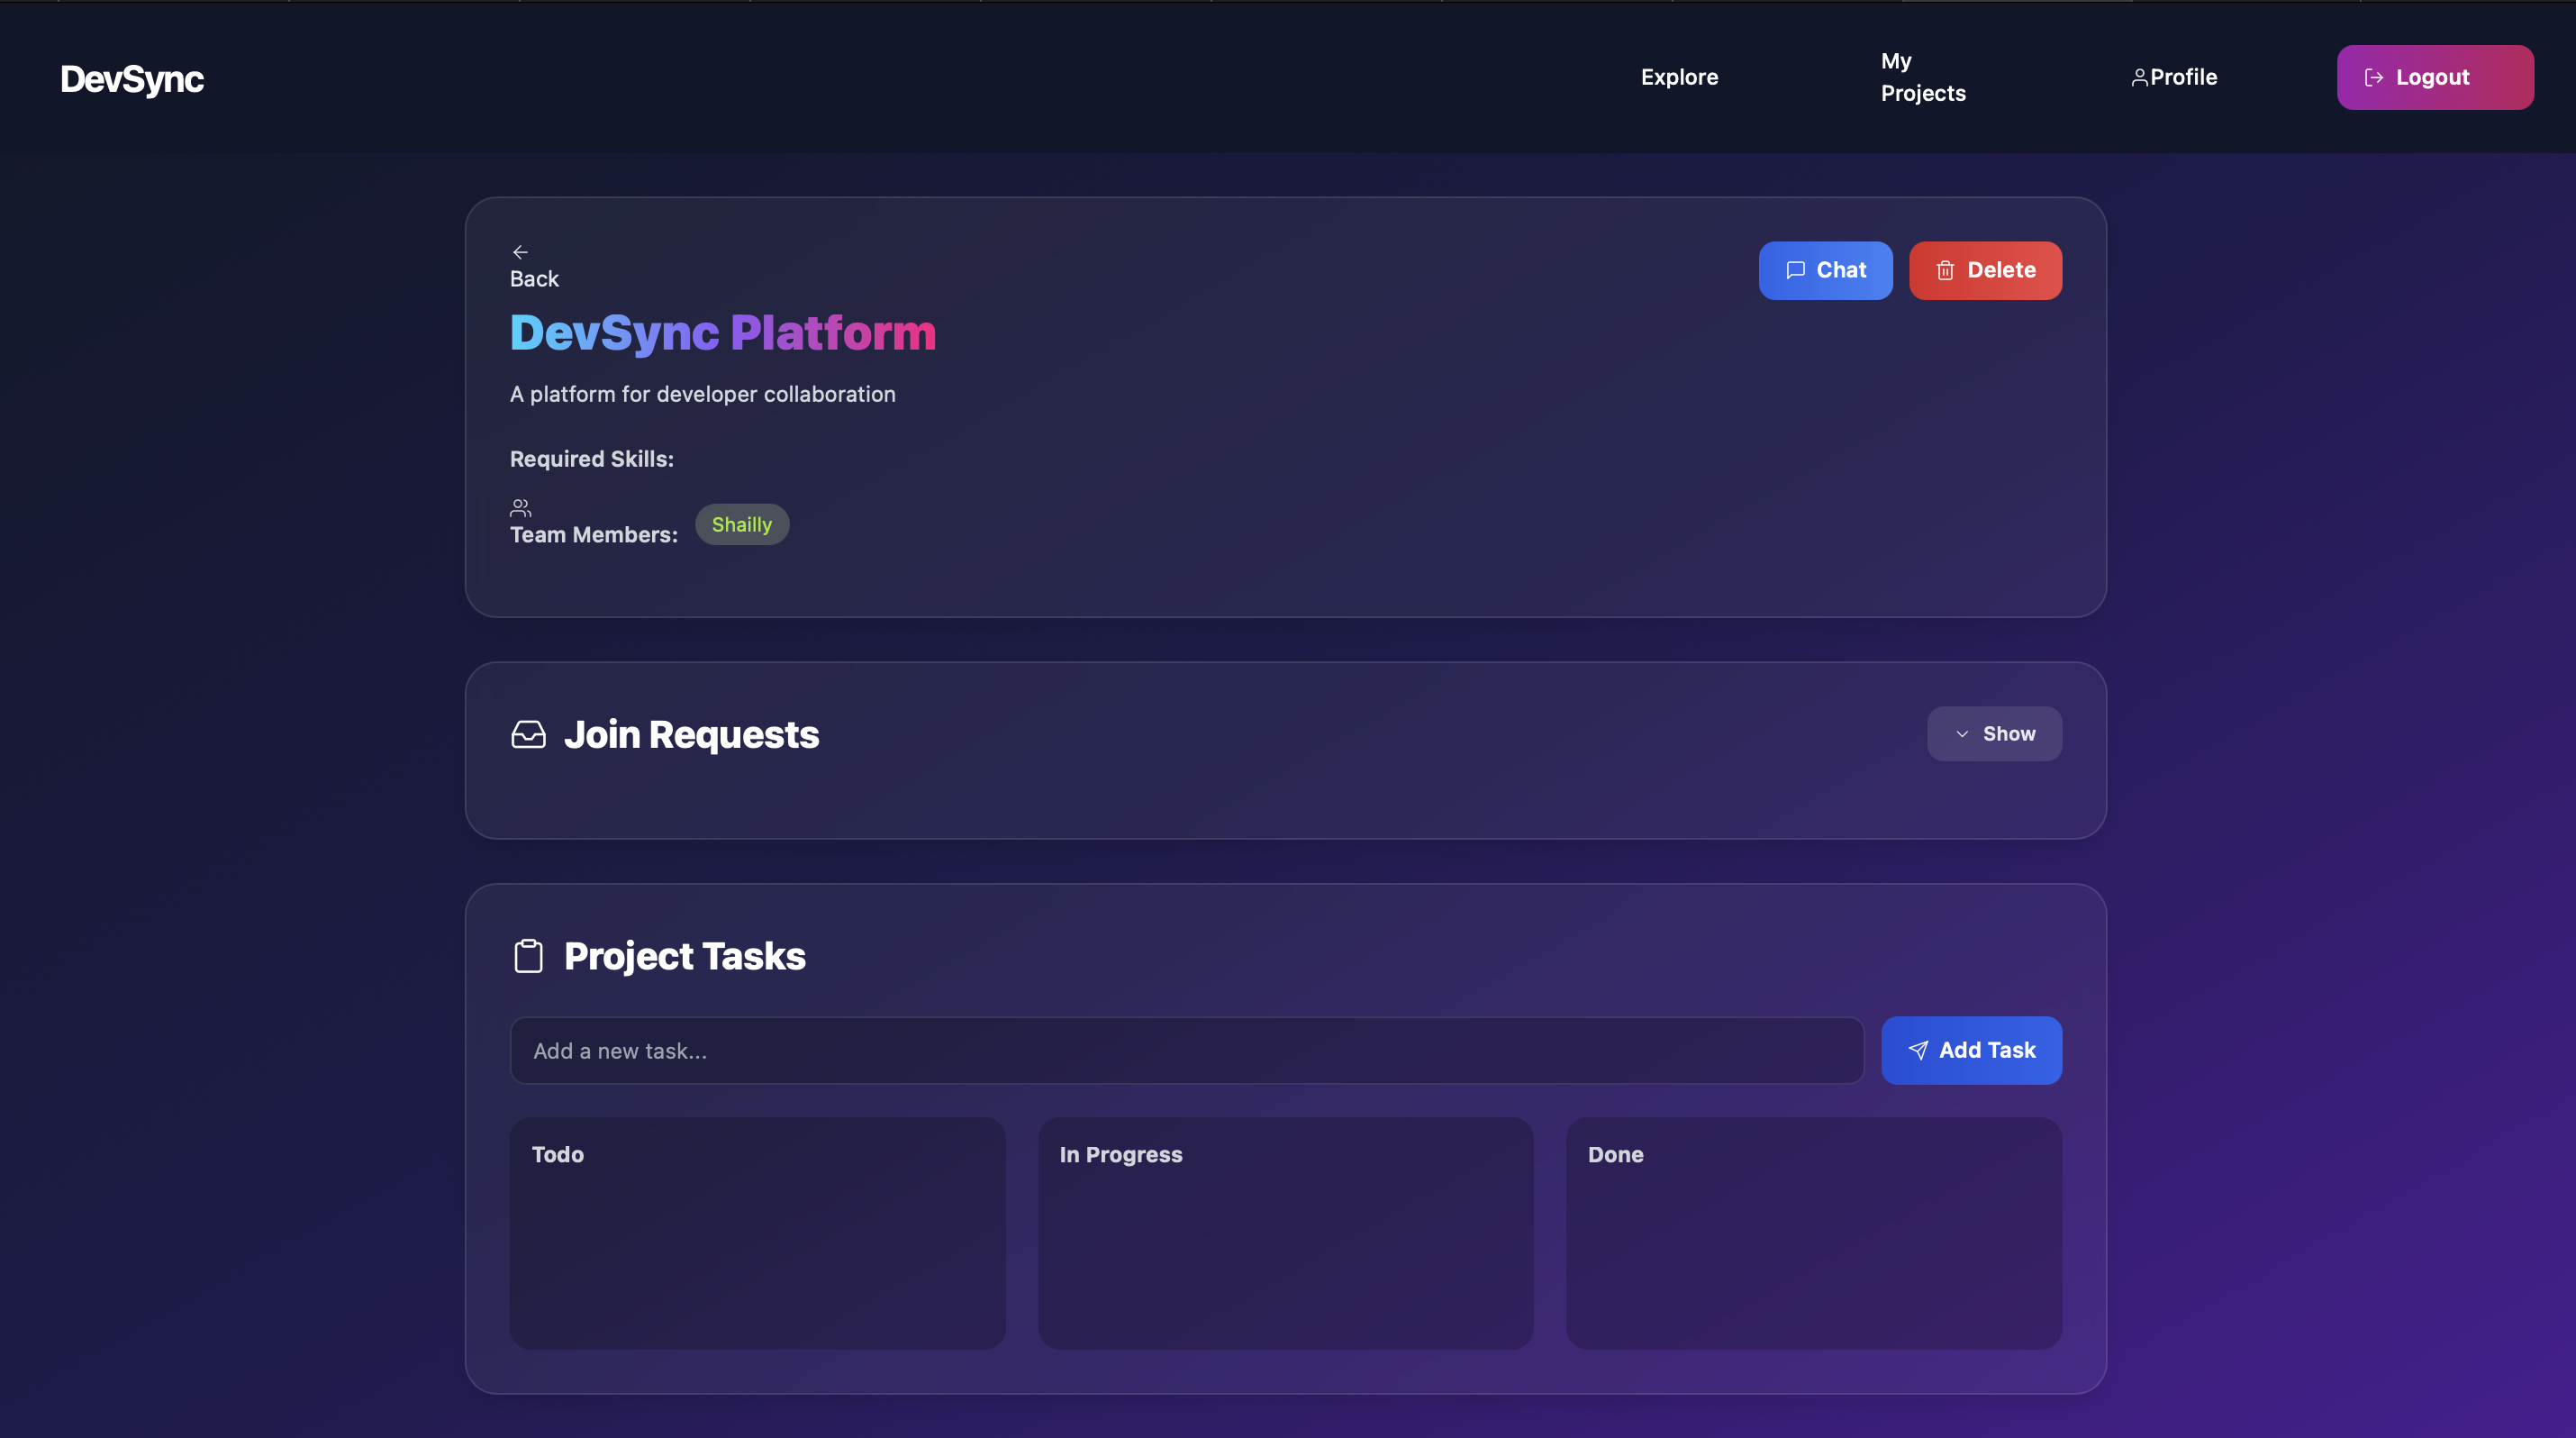 DevSync
Explore
My
Projects
Profile
Logout
Back
Chat
Delete
DevSync Platform
A platform for developer collaboration
Required Skills:
Team Members:
Shailly
Join Requests
Show
Project Tasks
Add a new task...
Add Task
Todo
In Progress
Done